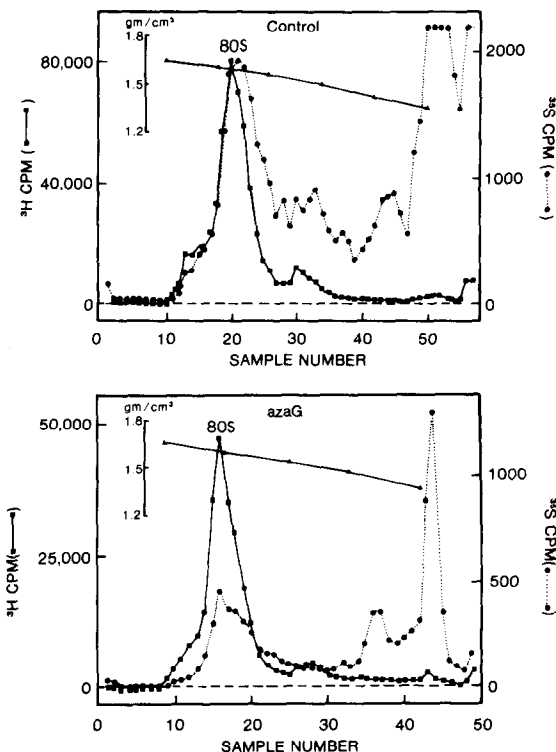 Control
gm/cm³
1.8
1.5
1.2
80S
80,000
40,000
0
³H CPM (■—■)
2000
1000
0
³⁵S CPM (●·····●)
0 10 20 30 40 50
SAMPLE NUMBER
azaG
gm/cm³
1.8
1.5
1.2
80S
50,000
25,000
0
³H CPM(■—■)
1000
500
0
³⁵S CPM(●·····●)
0 10 20 30 40 50
SAMPLE NUMBER